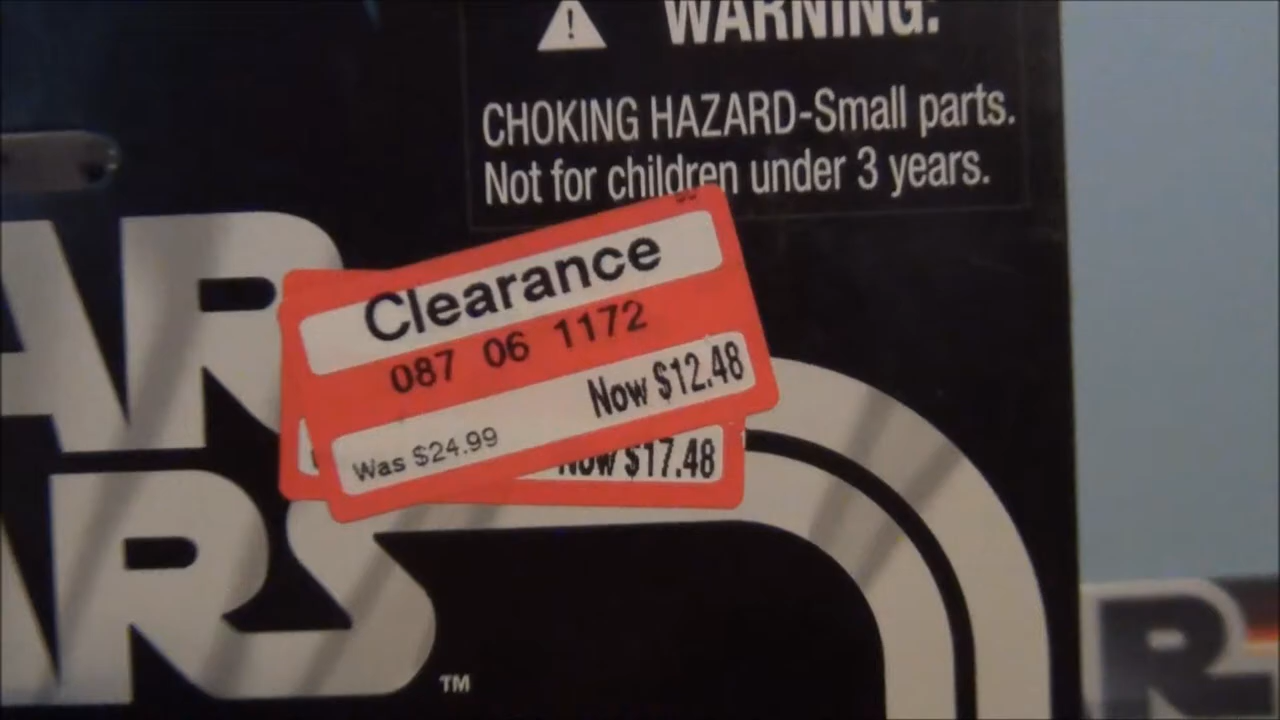 WARNING:
CHOKING HAZARD-Small parts.
Not for children under 3 years.
Clearance
087 06 1172
Now $12.48
Was $24.99
Now $17.48
AR
ARS
TM
R